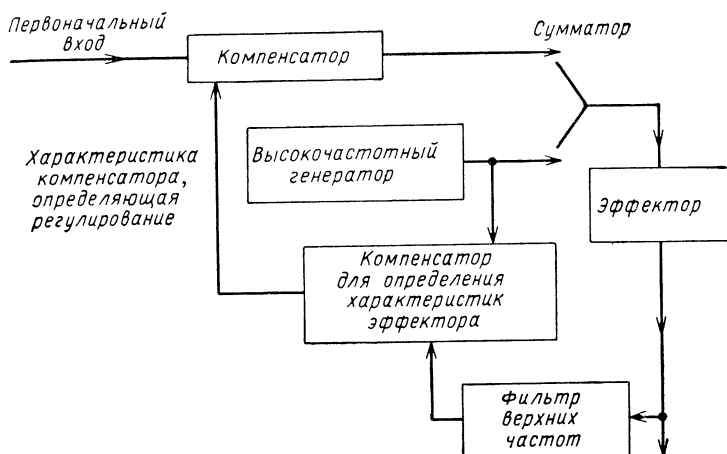 Первоначальный
вход
Компенсатор
Сумматор
Характеристика
компенсатора,
определяющая
регулирование
Высокочастотный
генератор
Эффектор
Компенсатор
для определения
характеристик
эффектора
Фильтр
верхних
частот